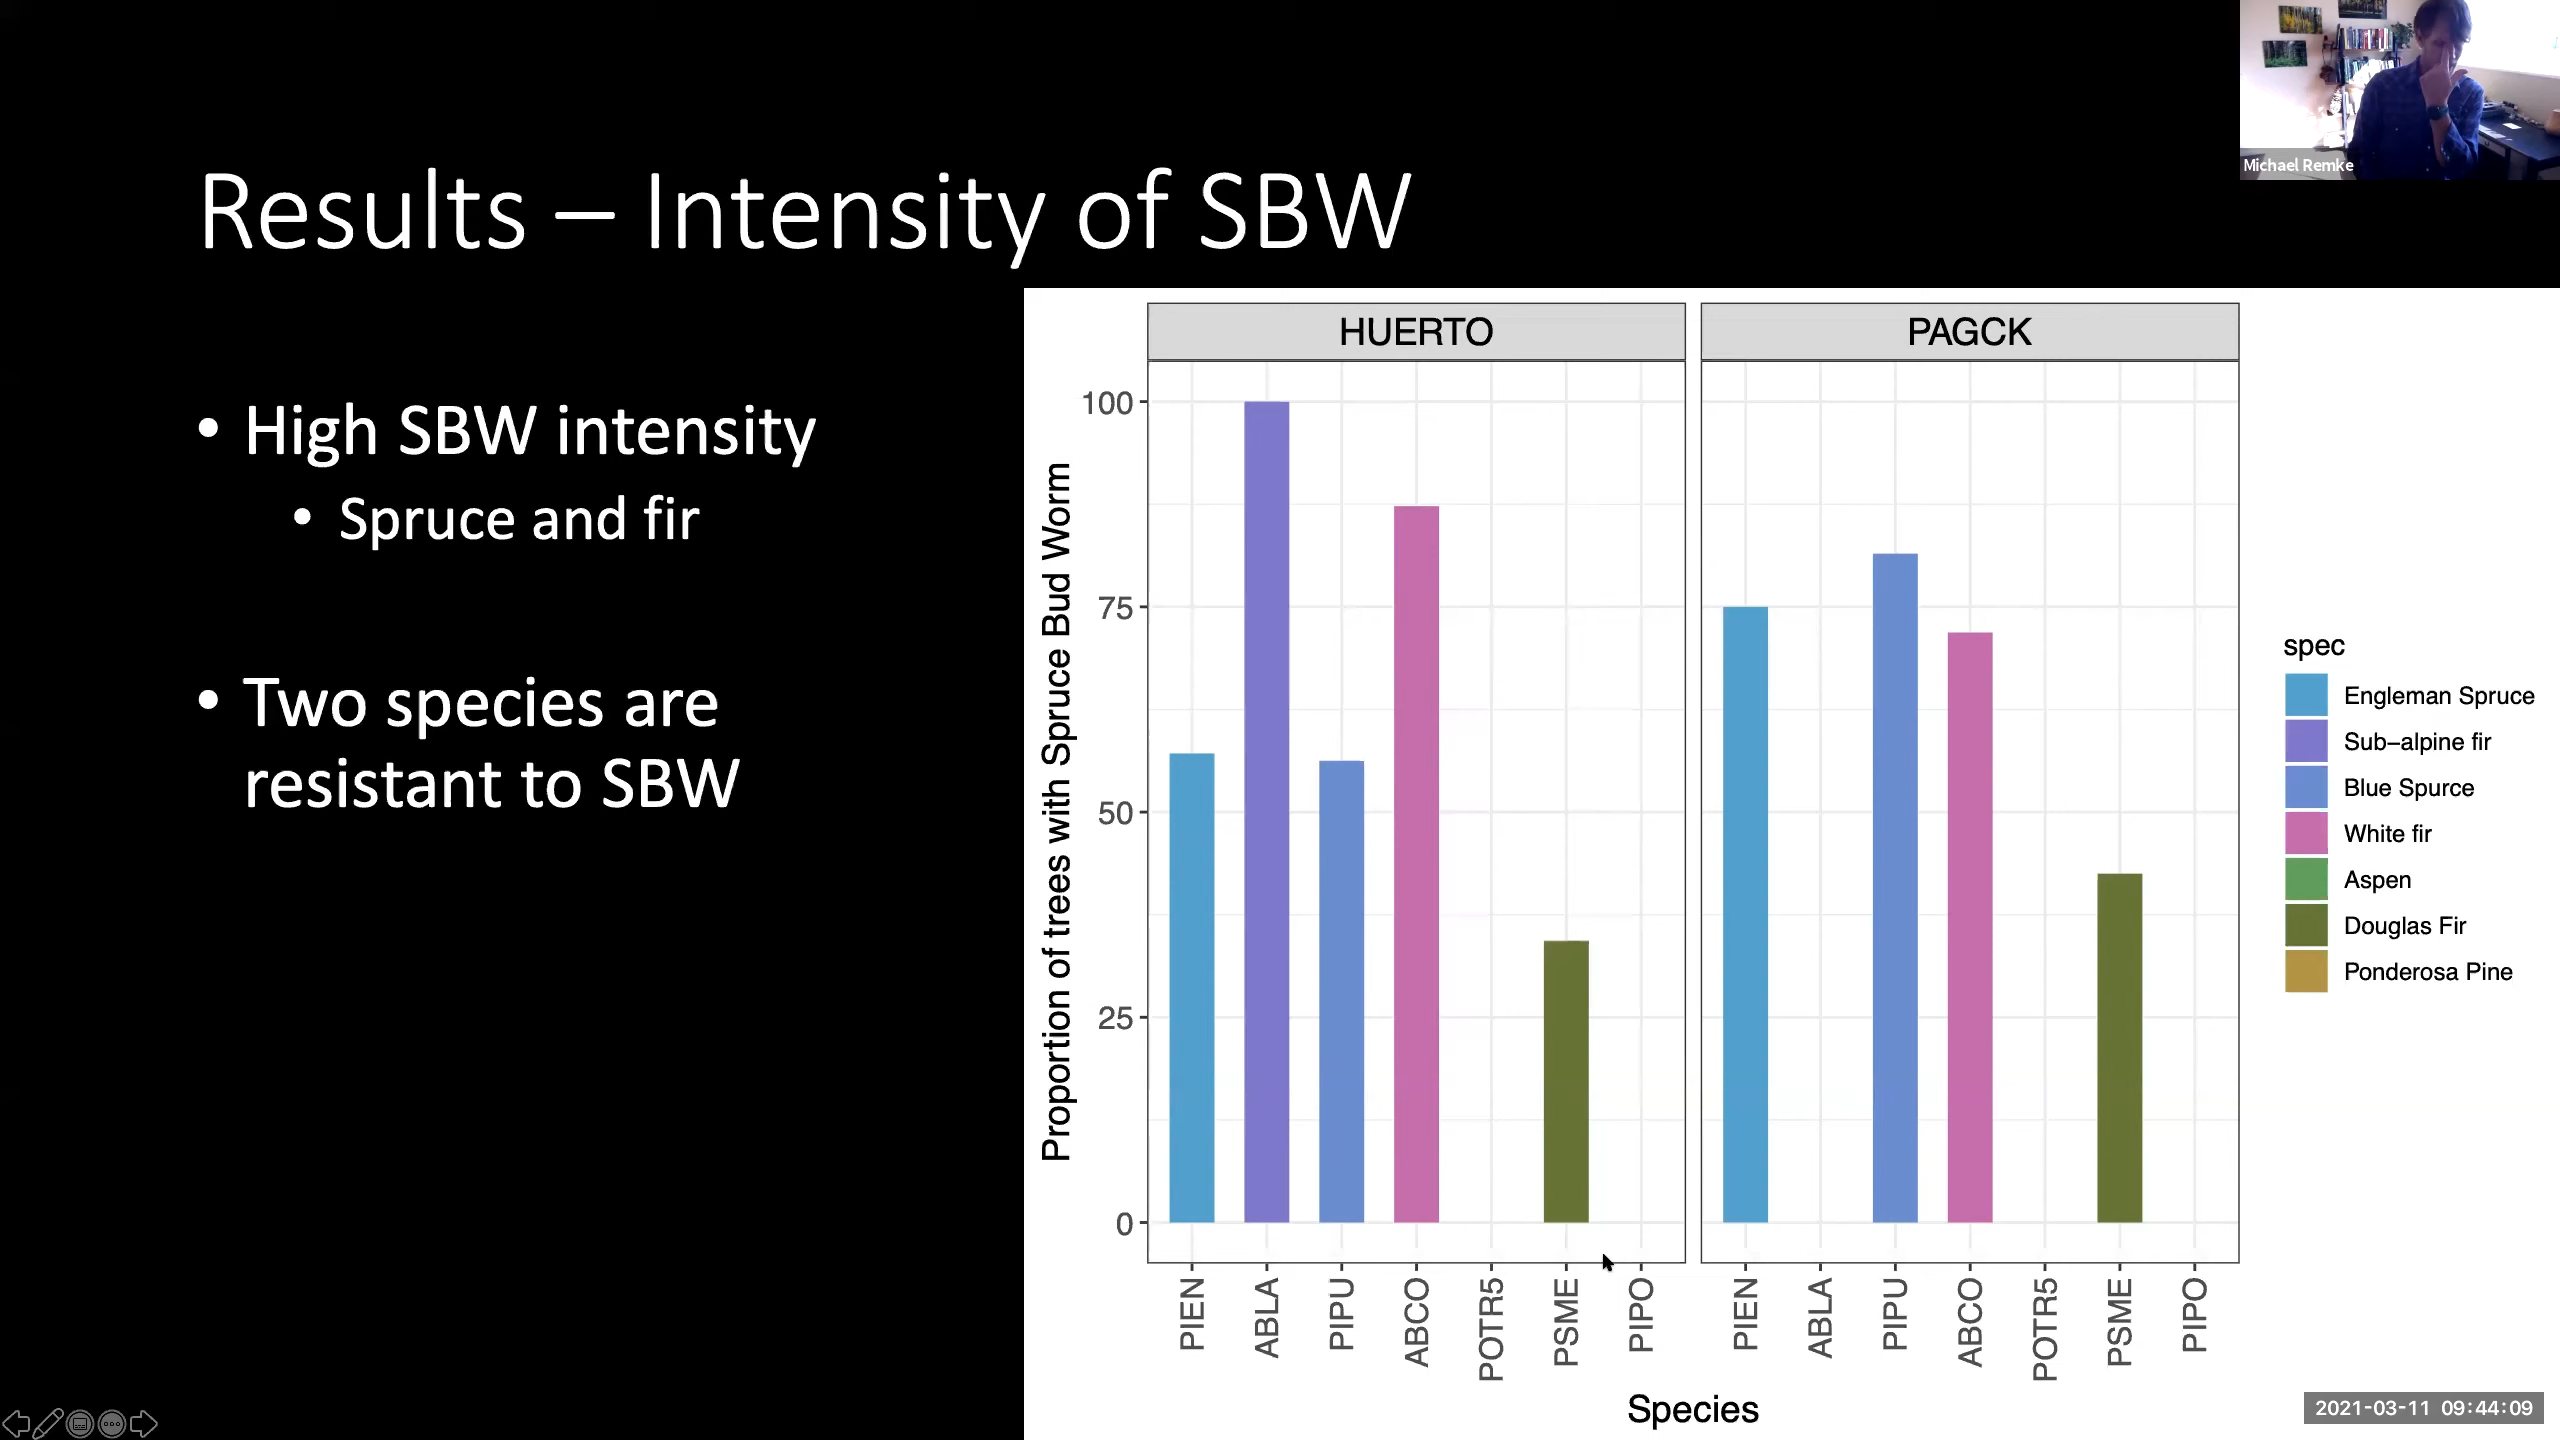 Michael Remke
Results – Intensity of SBW
• High SBW intensity
• Spruce and fir
• Two species are
resistant to SBW
HUERTO
PAGCK
Proportion of trees with Spruce Bud Worm
100
75
50
25
0
PIEN
ABLA
PIPU
ABCO
POTR5
PSME
PIPO
PIEN
ABLA
PIPU
ABCO
POTR5
PSME
PIPO
Species
spec
Engleman Spruce
Sub-alpine fir
Blue Spurce
White fir
Aspen
Douglas Fir
Ponderosa Pine
2021-03-11 09:44:09